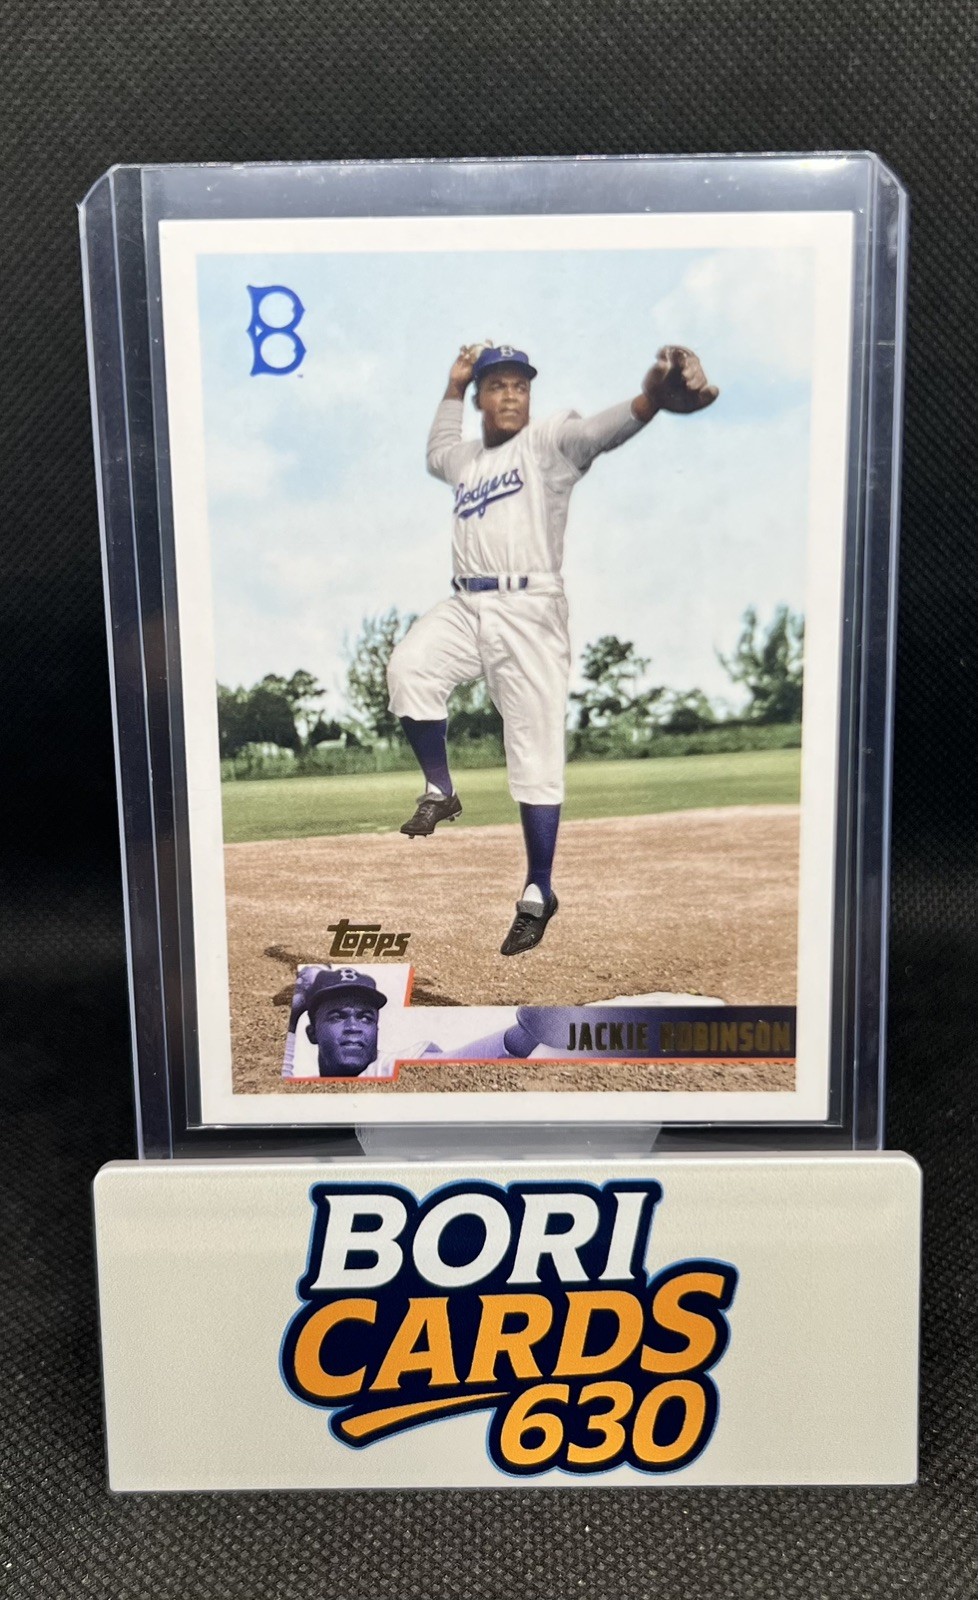 B
B
Dodgers
topps
B
JACKIE ROBINSON
BORI
CARDS
630